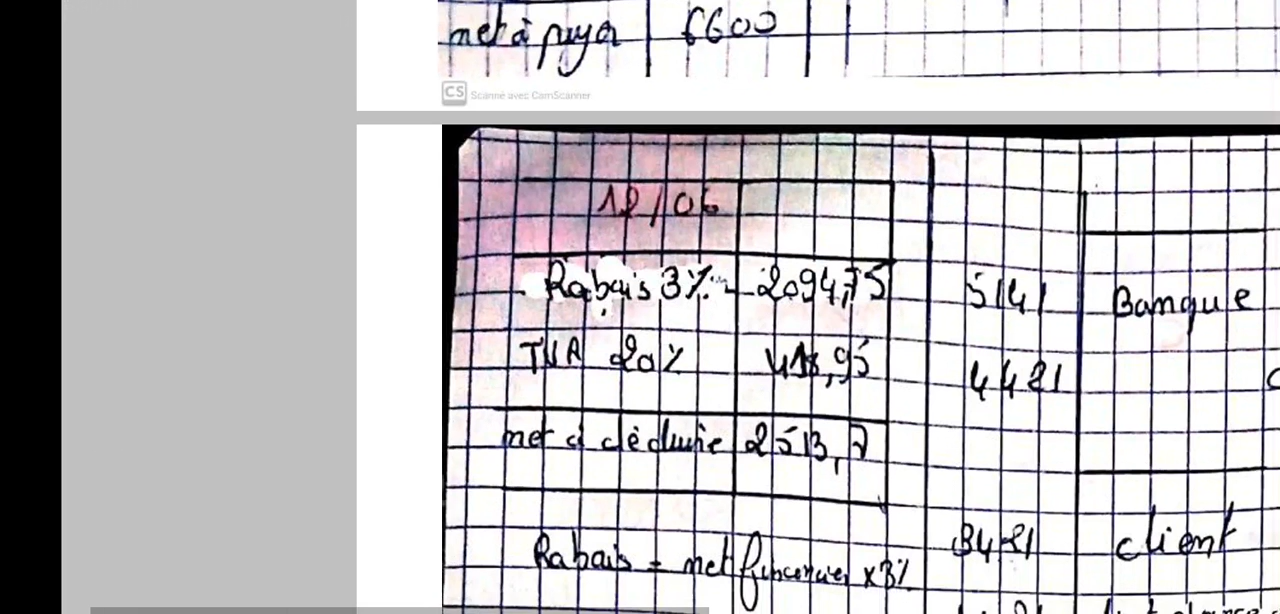 net à payer 6600
CS Scanné avec CamScanner
12/06
Rabais 3% 2094,75 5141 Banque
TVA 20% 418,95 4421
net à déduire 2513,7
Rabais = net financier x3% 3421 client